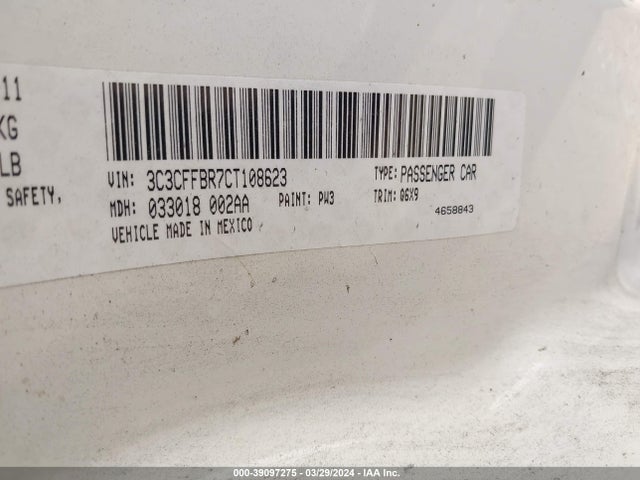 11
KG
LB
SAFETY,
VIN: 3C3CFFBR7CT108623 TYPE: PASSENGER CAR
MDH: 033018 002AA PAINT: PW3 TRIM: Q6X9
VEHICLE MADE IN MEXICO 4658843
000-39097275 - 03/29/2024 - IAA Inc.